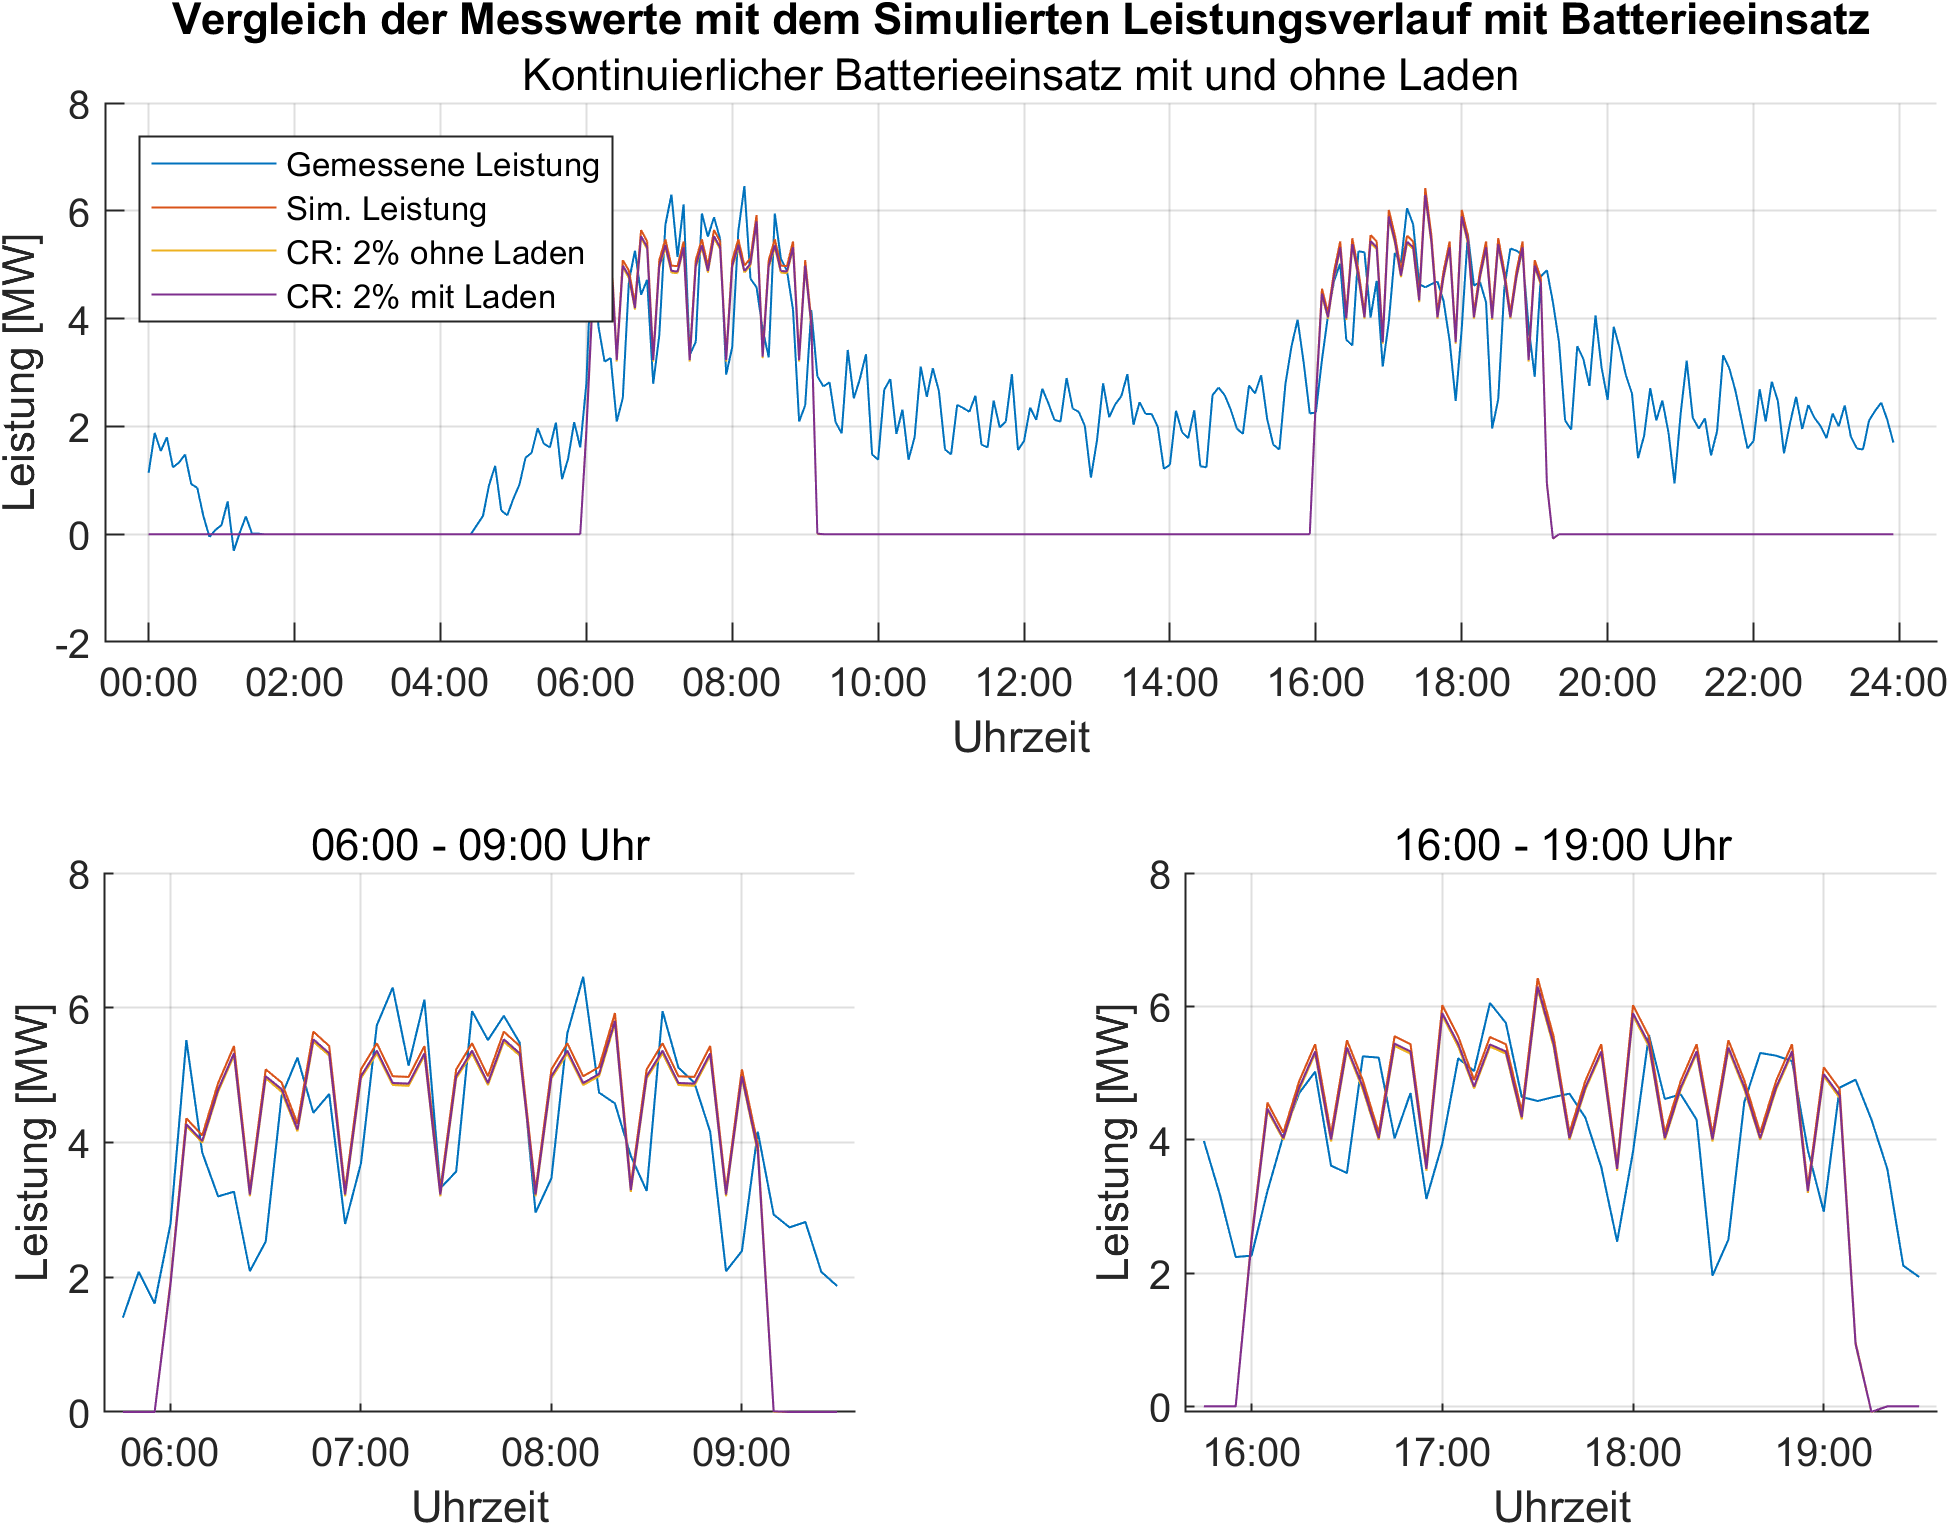 Vergleich der Messwerte mit dem Simulierten Leistungsverlauf mit Batterieeinsatz
Kontinuierlicher Batterieeinsatz mit und ohne Laden
8
6
4
2
0
-2
Leistung [MW]
Gemessene Leistung
Sim. Leistung
CR: 2% ohne Laden
CR: 2% mit Laden
00:00 02:00 04:00 06:00 08:00 10:00 12:00 14:00 16:00 18:00 20:00 22:00 24:00
Uhrzeit
06:00 - 09:00 Uhr
8
6
4
2
0
Leistung [MW]
06:00 07:00 08:00 09:00
Uhrzeit
16:00 - 19:00 Uhr
8
6
4
2
0
Leistung [MW]
16:00 17:00 18:00 19:00
Uhrzeit